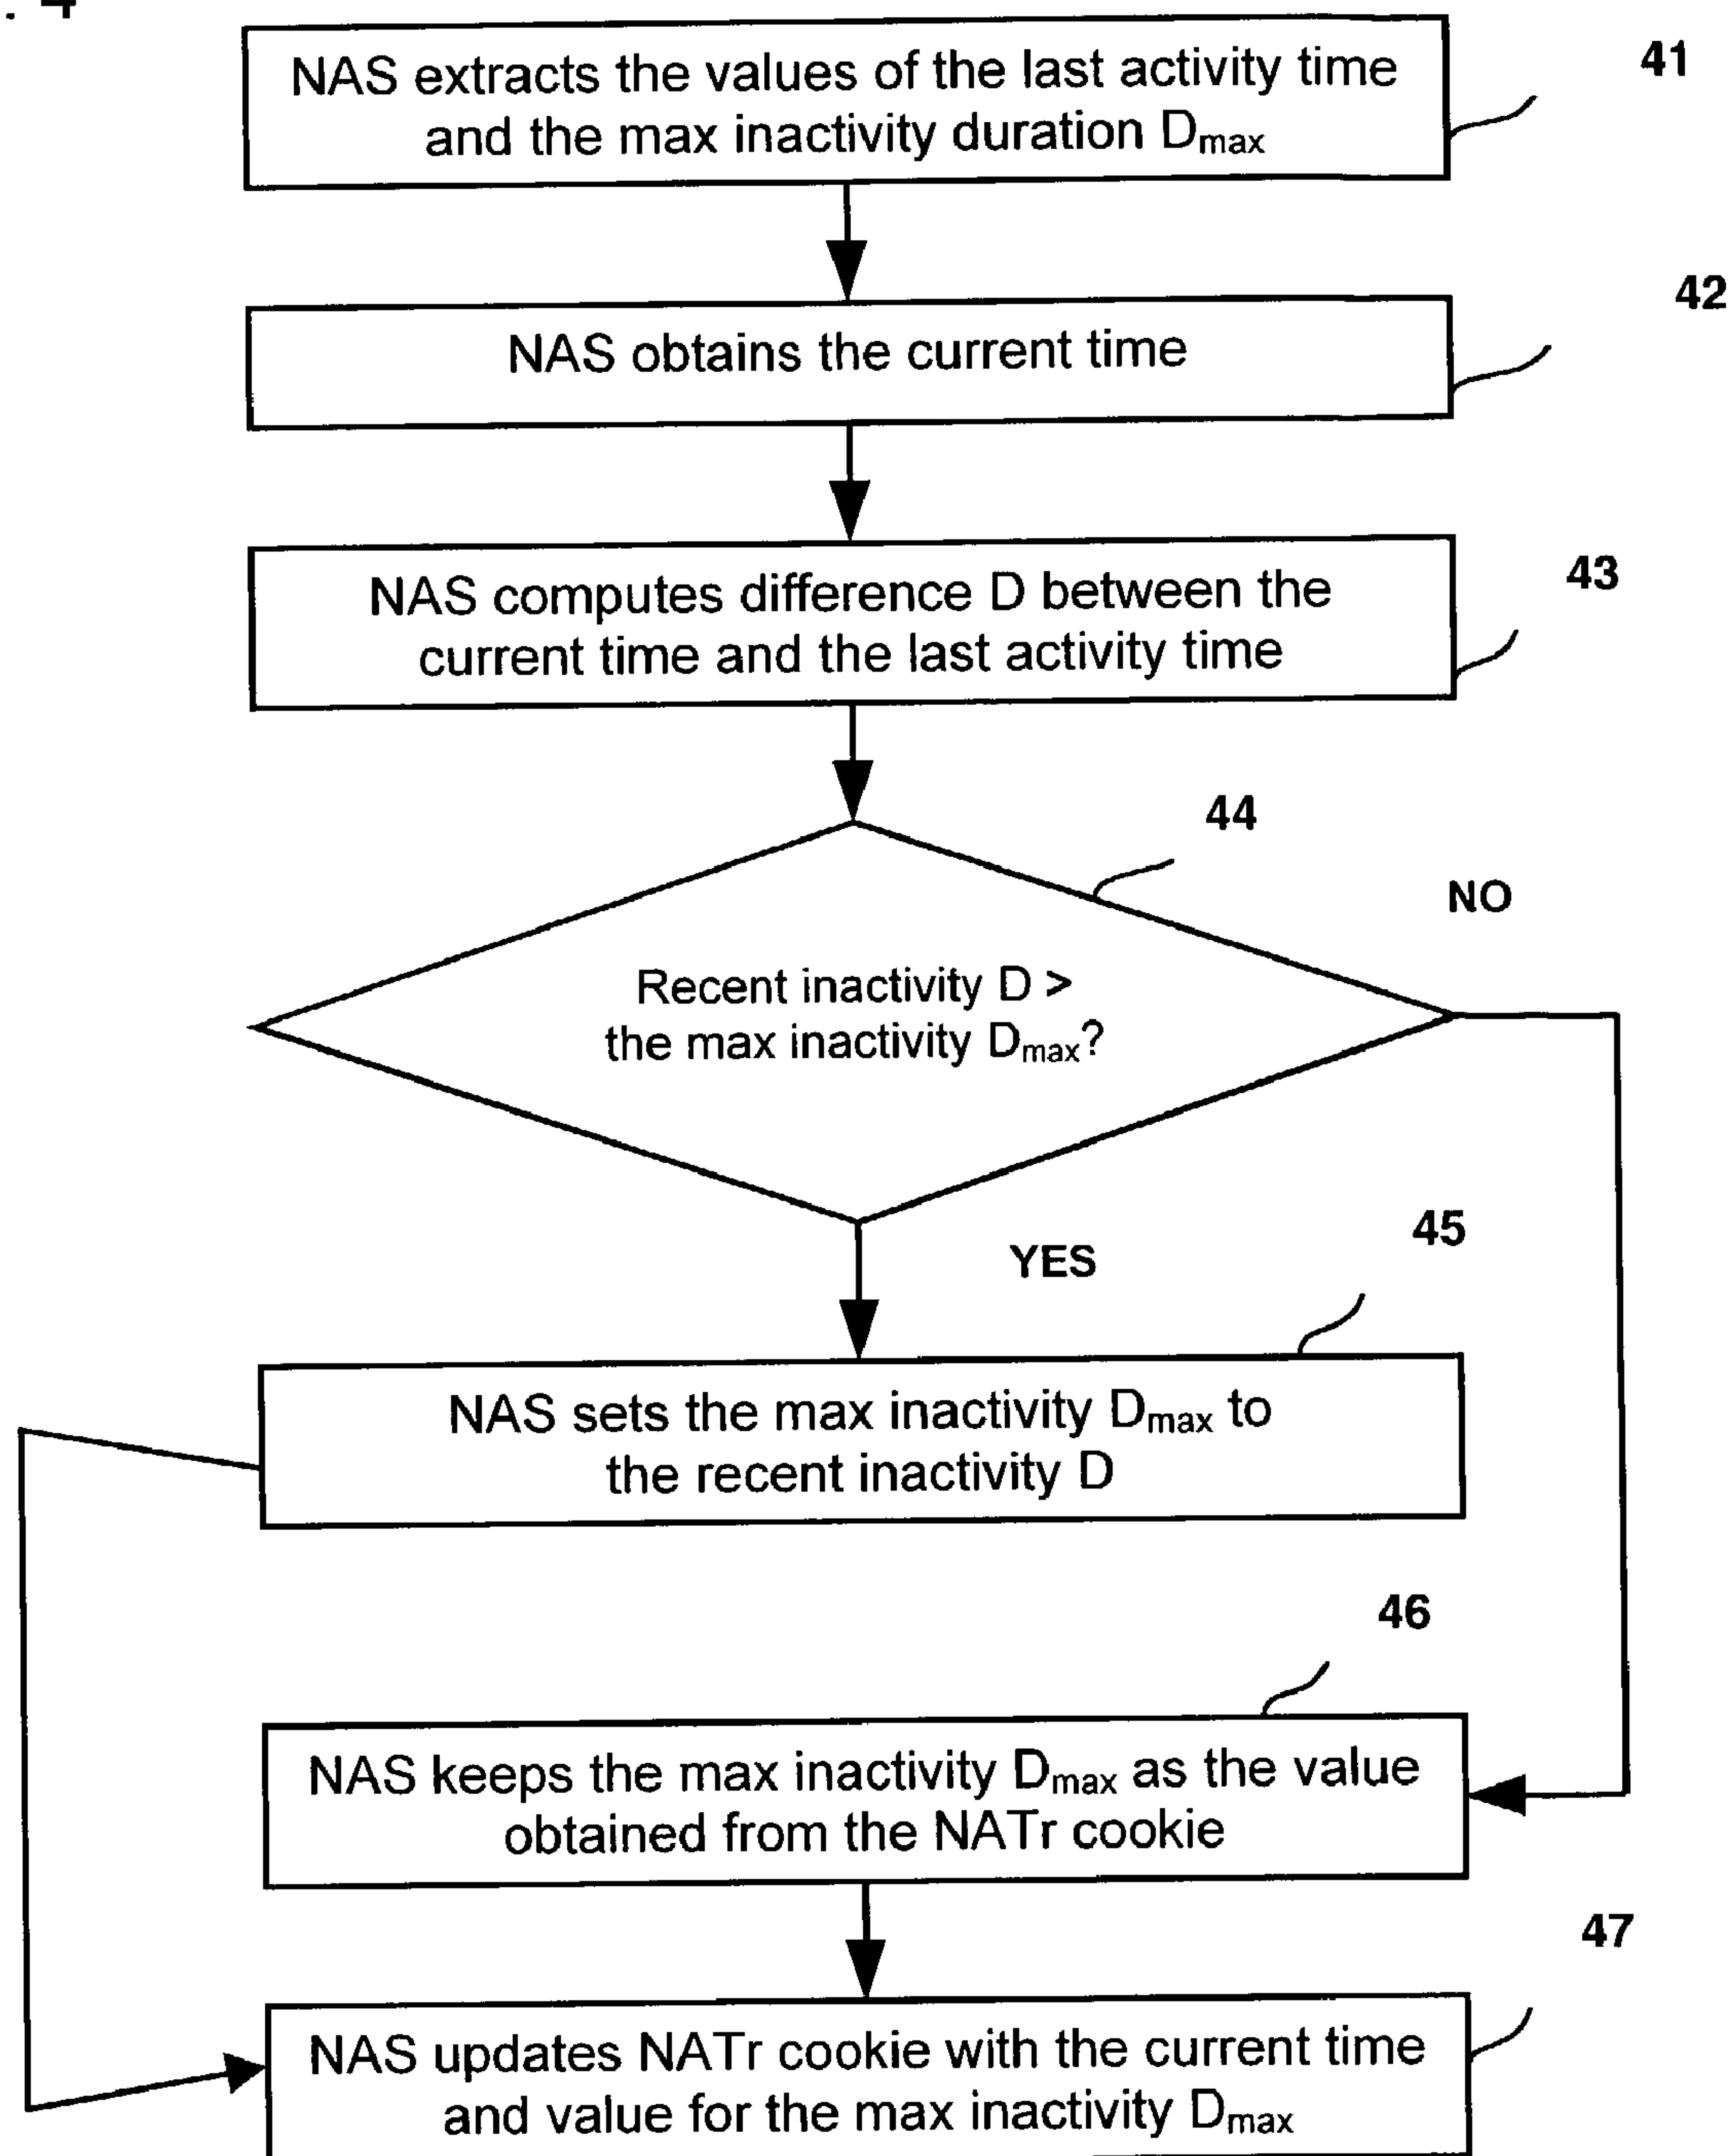 . 4
NAS extracts the values of the last activity time
and the max inactivity duration Dmax
41
NAS obtains the current time
42
NAS computes difference D between the
current time and the last activity time
43
44
NO
Recent inactivity D >
the max inactivity Dmax?
YES
45
NAS sets the max inactivity Dmax to
the recent inactivity D
46
NAS keeps the max inactivity Dmax as the value
obtained from the NATr cookie
47
NAS updates NATr cookie with the current time
and value for the max inactivity Dmax